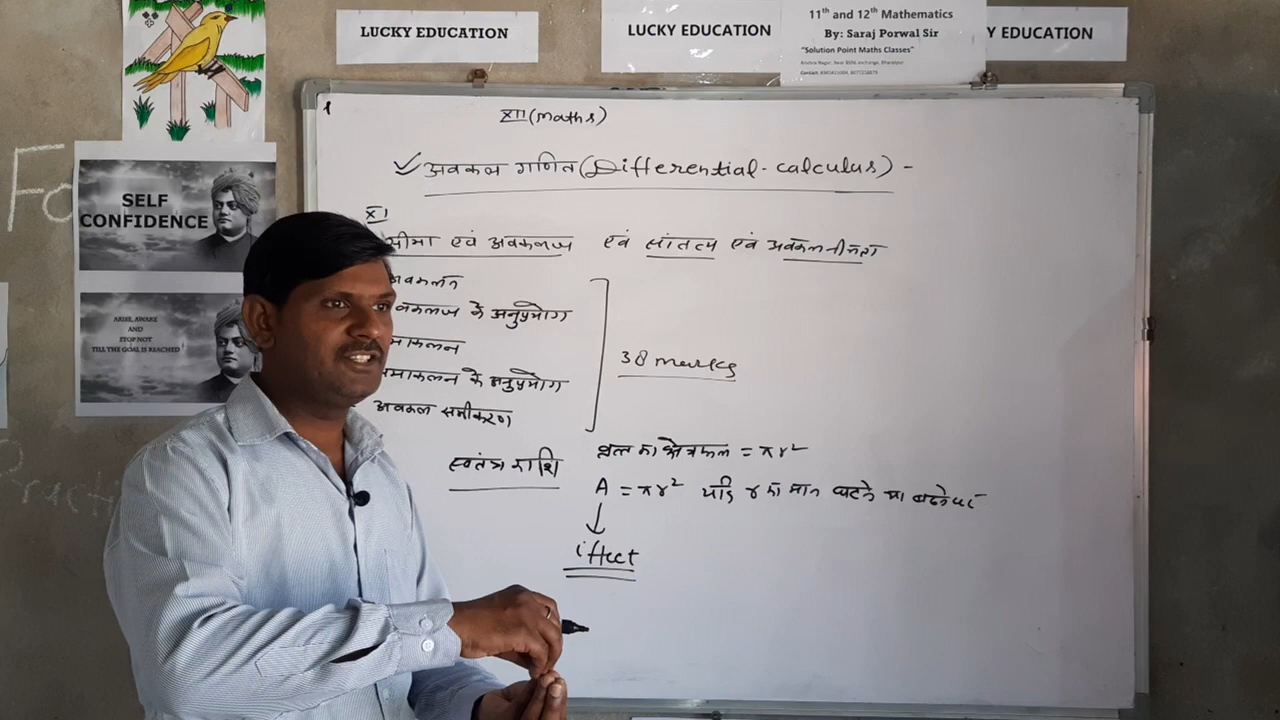 LUCKY EDUCATION
LUCKY EDUCATION
11th and 12th Mathematics
By: Saraj Porwal Sir
"Solution Point Maths Classes"
Y EDUCATION
SELF
CONFIDENCE
ARISE, AWAKE
AND
STOP NOT
TILL THE GOAL IS REACHED
XII (Maths)
अवकल गणित (Differential-calculus) -
XI
सीमा एवं अवकलज एवं सांतत्य एवं अवकलनीयता
अवकलन
वकलज के अनुप्रयोग
माकलन
माकलन के अनुप्रयोग
अवकल समीकरण
38 marks
स्वतंत्र राशि
वृत्त का क्षेत्रफल = πr²
A = πr² यदि r का मान घटने या बढ़ने पर
effect